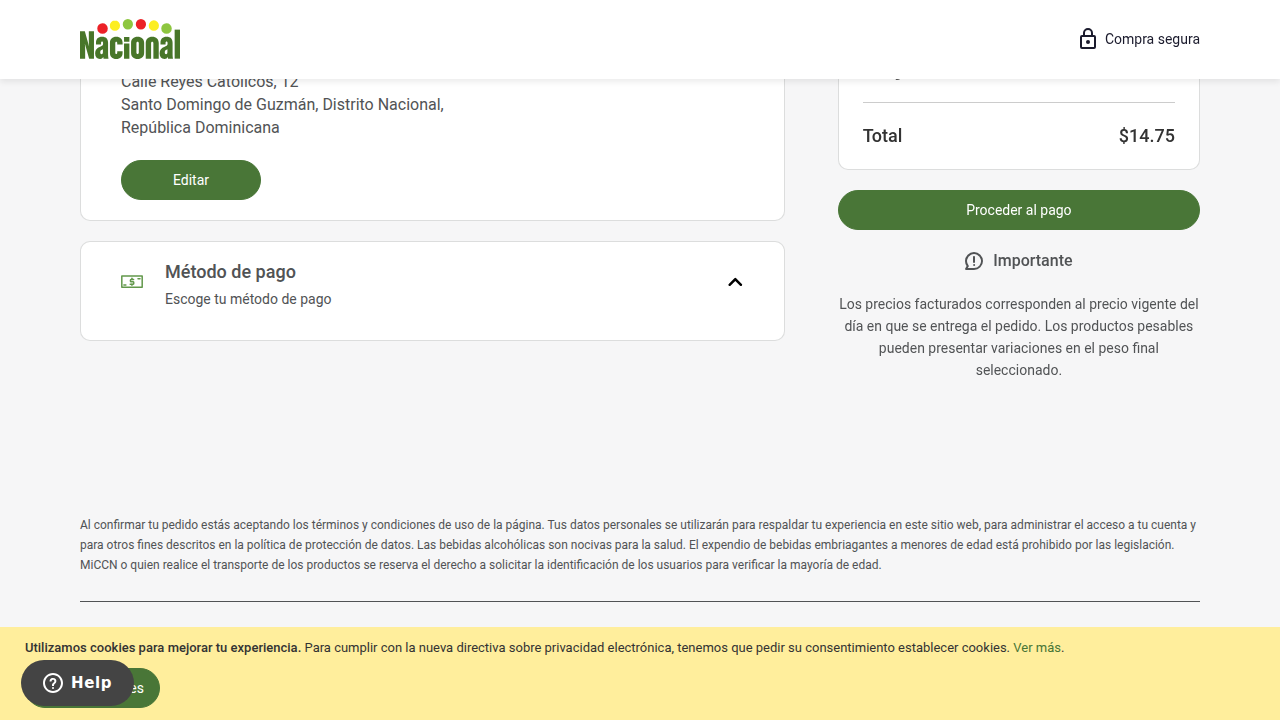 Nacional
Compra segura
Calle Reyes Católicos, 12
Santo Domingo de Guzmán, Distrito Nacional,
República Dominicana
Editar
Método de pago
Escoge tu método de pago
Total $14.75
Proceder al pago
Importante
Los precios facturados corresponden al precio vigente del
día en que se entrega el pedido. Los productos pesables
pueden presentar variaciones en el peso final
seleccionado.
Al confirmar tu pedido estás aceptando los términos y condiciones de uso de la página. Tus datos personales se utilizarán para respaldar tu experiencia en este sitio web, para administrar el acceso a tu cuenta y
para otros fines descritos en la política de protección de datos. Las bebidas alcohólicas son nocivas para la salud. El expendio de bebidas embriagantes a menores de edad está prohibido por las legislación.
MiCCN o quien realice el transporte de los productos se reserva el derecho a solicitar la identificación de los usuarios para verificar la mayoría de edad.
Utilizamos cookies para mejorar tu experiencia. Para cumplir con la nueva directiva sobre privacidad electrónica, tenemos que pedir su consentimiento establecer cookies. Ver más.
Help
es